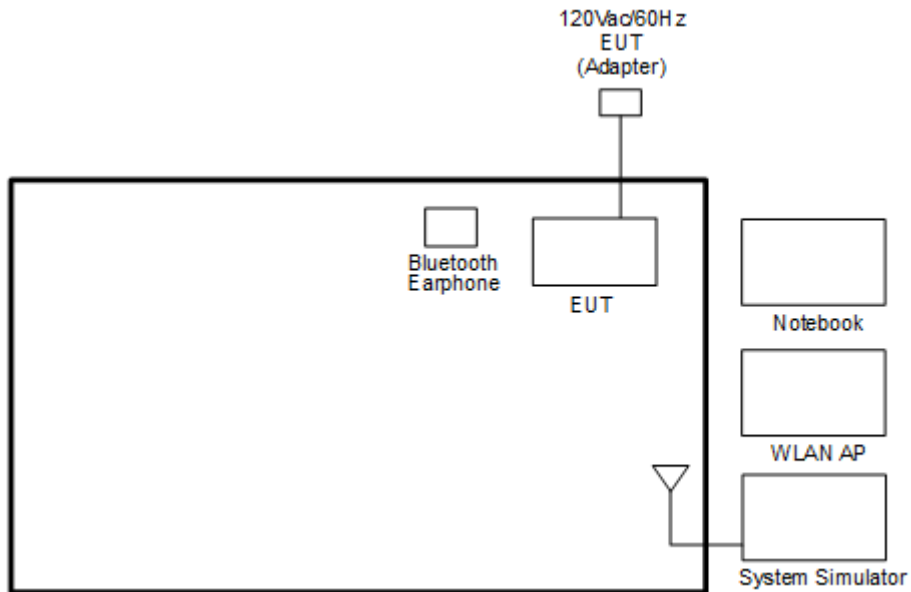 120Vac/60Hz
EUT
(Adapter)
Bluetooth
Earphone
EUT
Notebook
WLAN AP
System Simulator